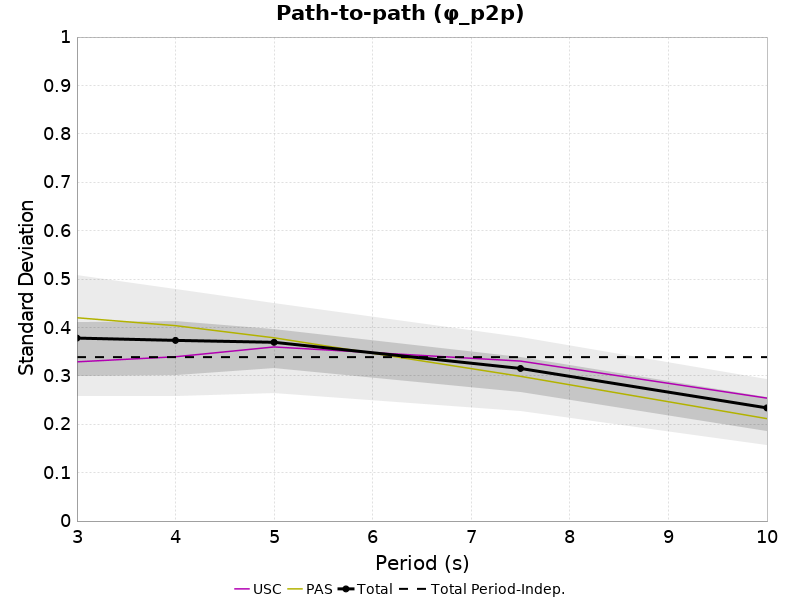 Path-to-path (φ_p2p)
1
0.9
0.8
0.7
0.6
0.5
0.4
0.3
0.2
0.1
0
Standard Deviation
3 4 5 6 7 8 9 10
Period (s)
USC PAS Total Total Period-Indep.